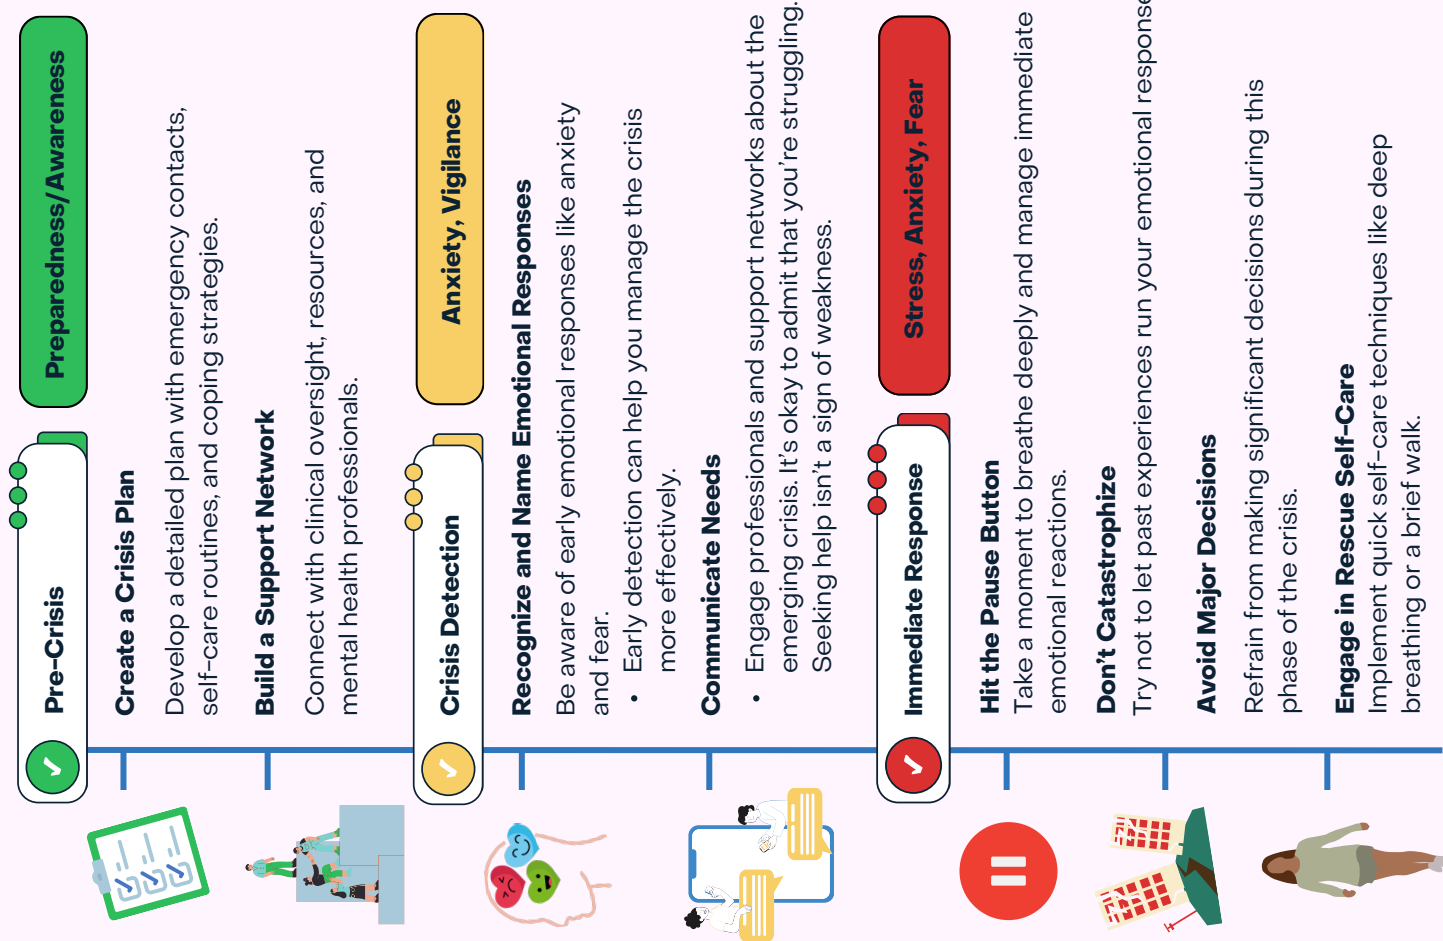 Pre-Crisis
Preparedness/Awareness
Create a Crisis Plan
Develop a detailed plan with emergency contacts,
self-care routines, and coping strategies.
Build a Support Network
Connect with clinical oversight, resources, and
mental health professionals.
Crisis Detection
Anxiety, Vigilance
Recognize and Name Emotional Responses
Be aware of early emotional responses like anxiety
and fear.
• Early detection can help you manage the crisis
more effectively.
Communicate Needs
• Engage professionals and support networks about the
emerging crisis. It's okay to admit that you're struggling.
Seeking help isn't a sign of weakness.
Immediate Response
Stress, Anxiety, Fear
Hit the Pause Button
Take a moment to breathe deeply and manage immediate
emotional reactions.
Don't Catastrophize
Try not to let past experiences run your emotional response
Avoid Major Decisions
Refrain from making significant decisions during this
phase of the crisis.
Engage in Rescue Self-Care
Implement quick self-care techniques like deep
breathing or a brief walk.